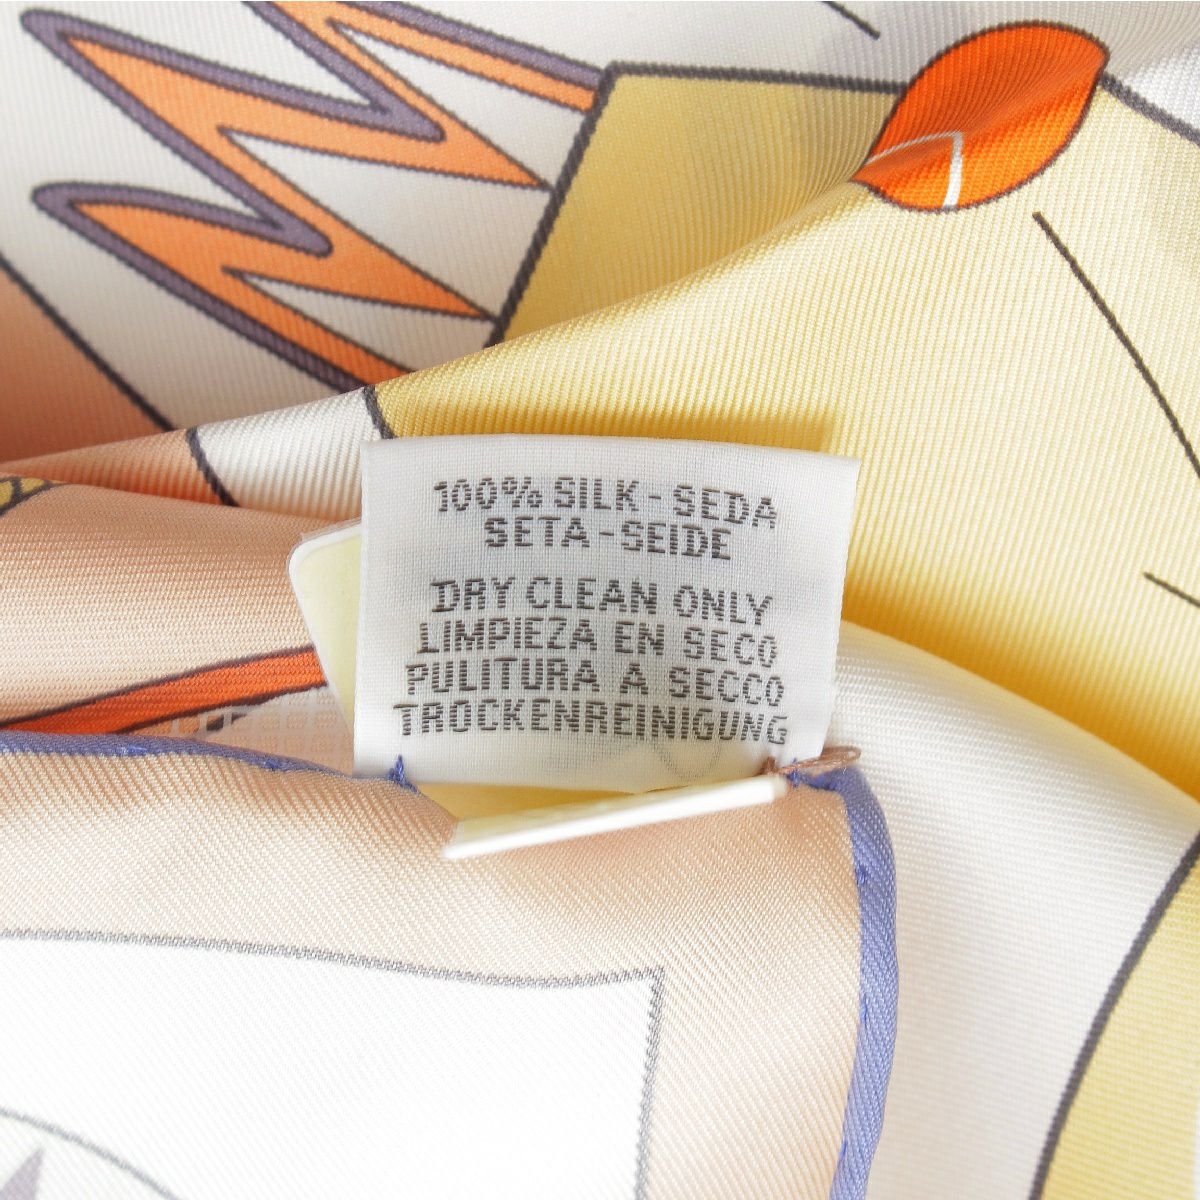 100% SILK - SEDA
SETA - SEIDE
DRY CLEAN ONLY
LIMPIEZA EN SECO
PULITURA A SECCO
TROCKENREINIGUNG